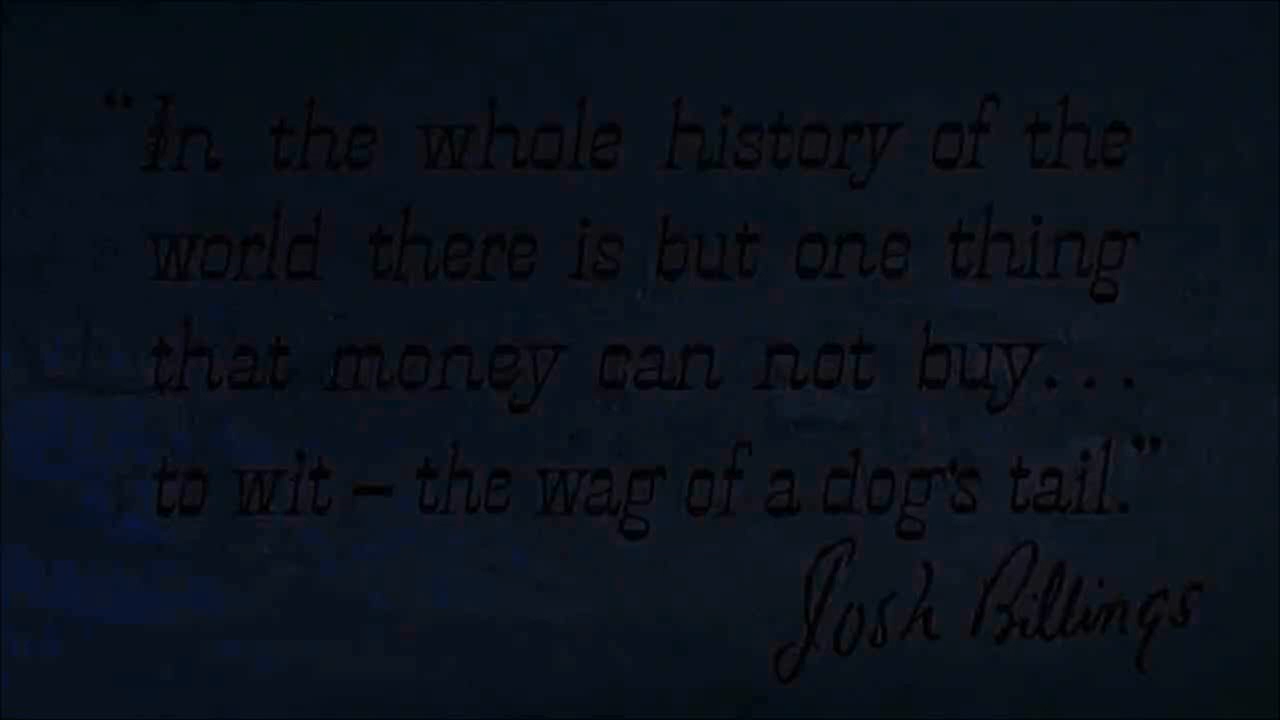 “In the whole history of the
world there is but one thing
that money can not buy...
to wit – the wag of a dog's tail.”
Josh Billings